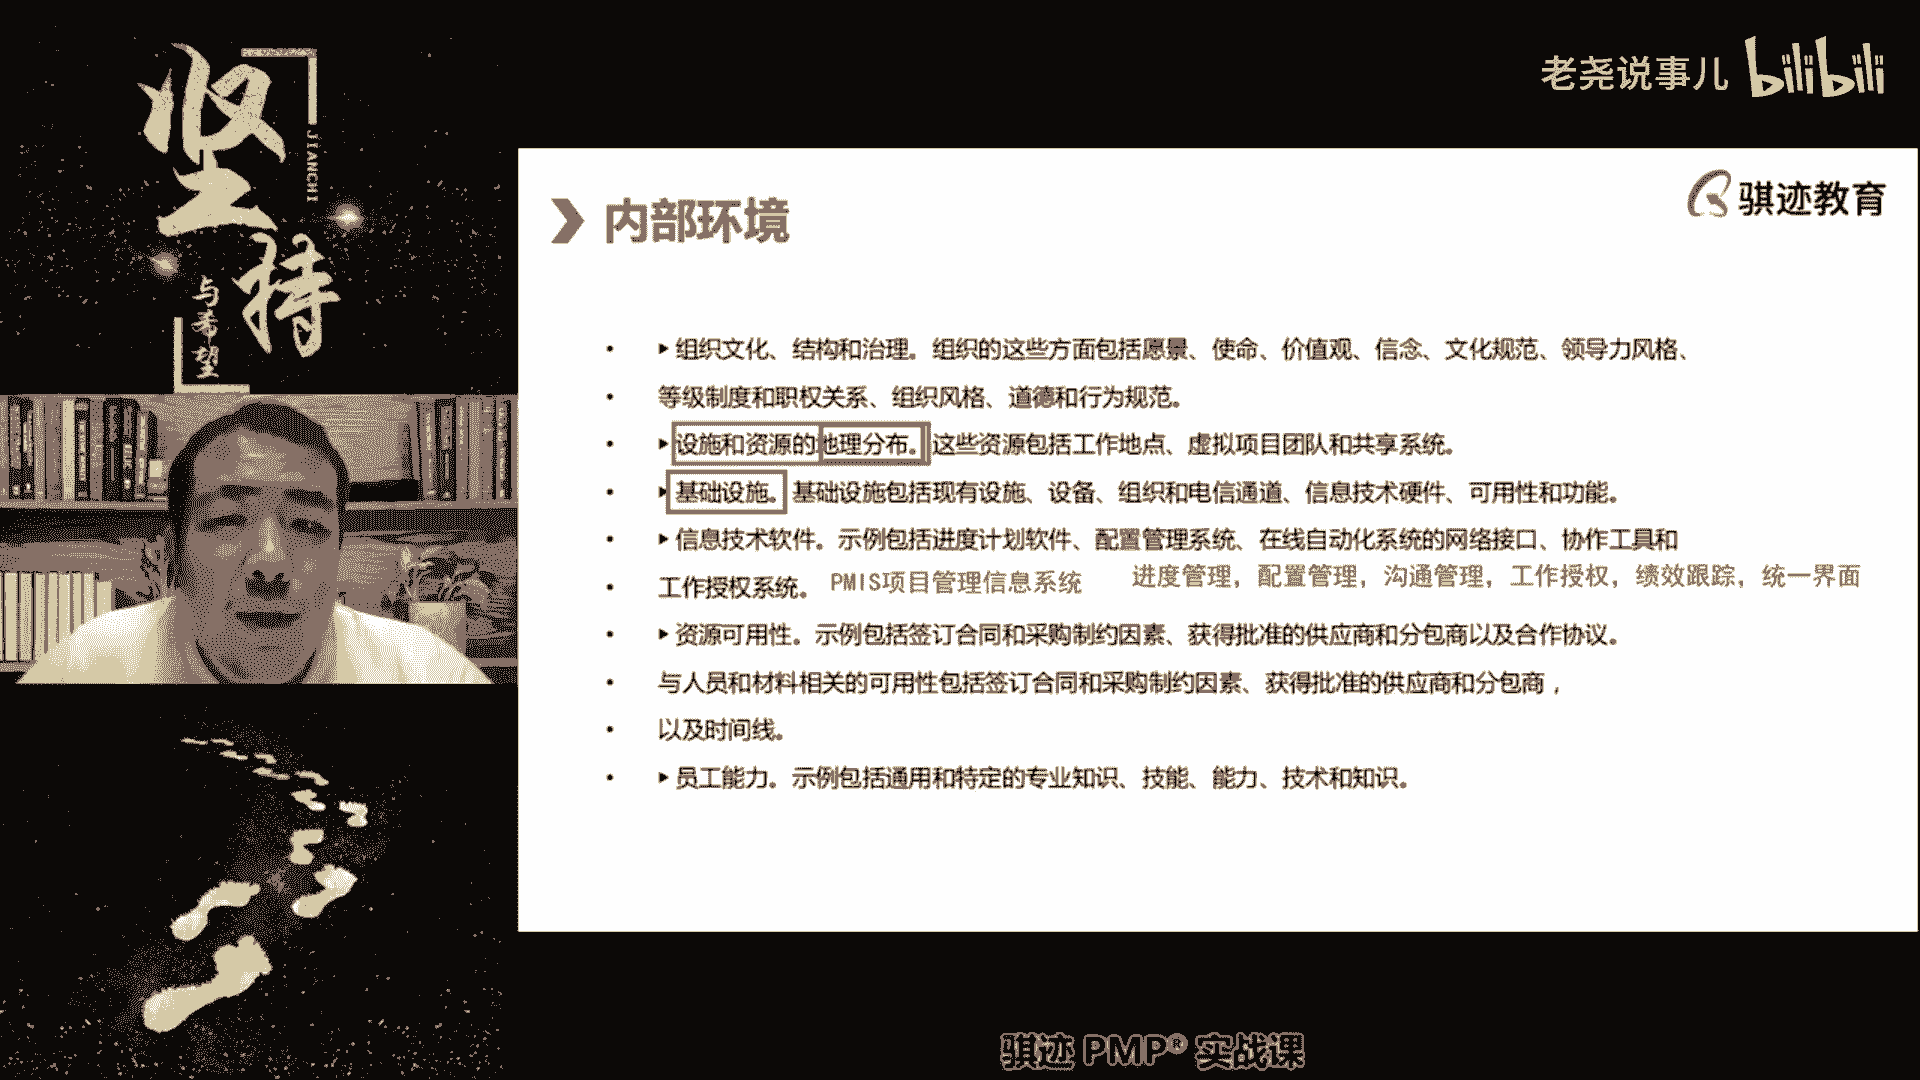 坚持
JIANCHI
与希望
老尧说事儿 bilibili
骐迹教育
内部环境
• ▸组织文化、结构和治理。组织的这些方面包括愿景、使命、价值观、信念、文化规范、领导力风格、
• 等级制度和职权关系、组织风格、道德和行为规范。
• ▸设施和资源的地理分布。这些资源包括工作地点、虚拟项目团队和共享系统。
• ▸基础设施。基础设施包括现有设施、设备、组织和电信通道、信息技术硬件、可用性和功能。
• ▸信息技术软件。示例包括进度计划软件、配置管理系统、在线自动化系统的网络接口、协作工具和
• 工作授权系统。 PMIS项目管理信息系统 进度管理，配置管理，沟通管理，工作授权，绩效跟踪，统一界面
• ▸资源可用性。示例包括签订合同和采购制约因素、获得批准的供应商和分包商以及合作协议。
• 与人员和材料相关的可用性包括签订合同和采购制约因素、获得批准的供应商和分包商，
• 以及时间线。
• ▸员工能力。示例包括通用和特定的专业知识、技能、能力、技术和知识。
骐迹 PMP® 实战课